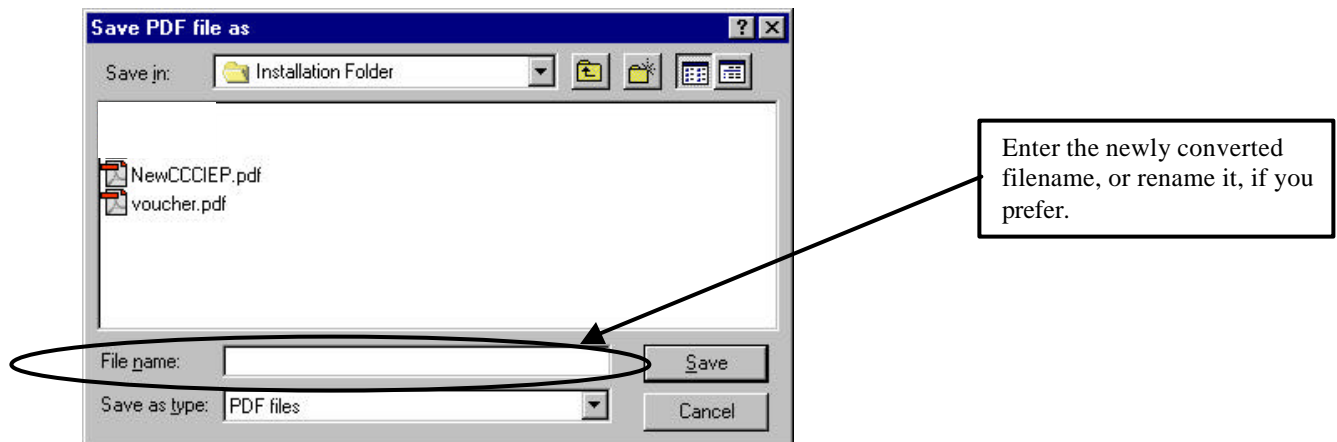 Save PDF file as
Save in: Installation Folder
NewCCCIEP.pdf
voucher.pdf
File name:
Save
Save as type: PDF files
Cancel
Enter the newly converted
filename, or rename it, if you
prefer.